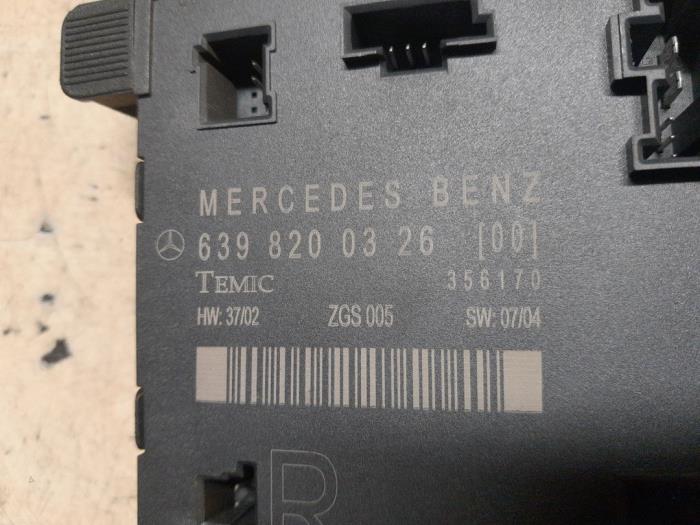 MERCEDES BENZ
639 820 03 26 [00]
TEMIC 356170
HW: 37/02 ZGS 005 SW: 07/04
R